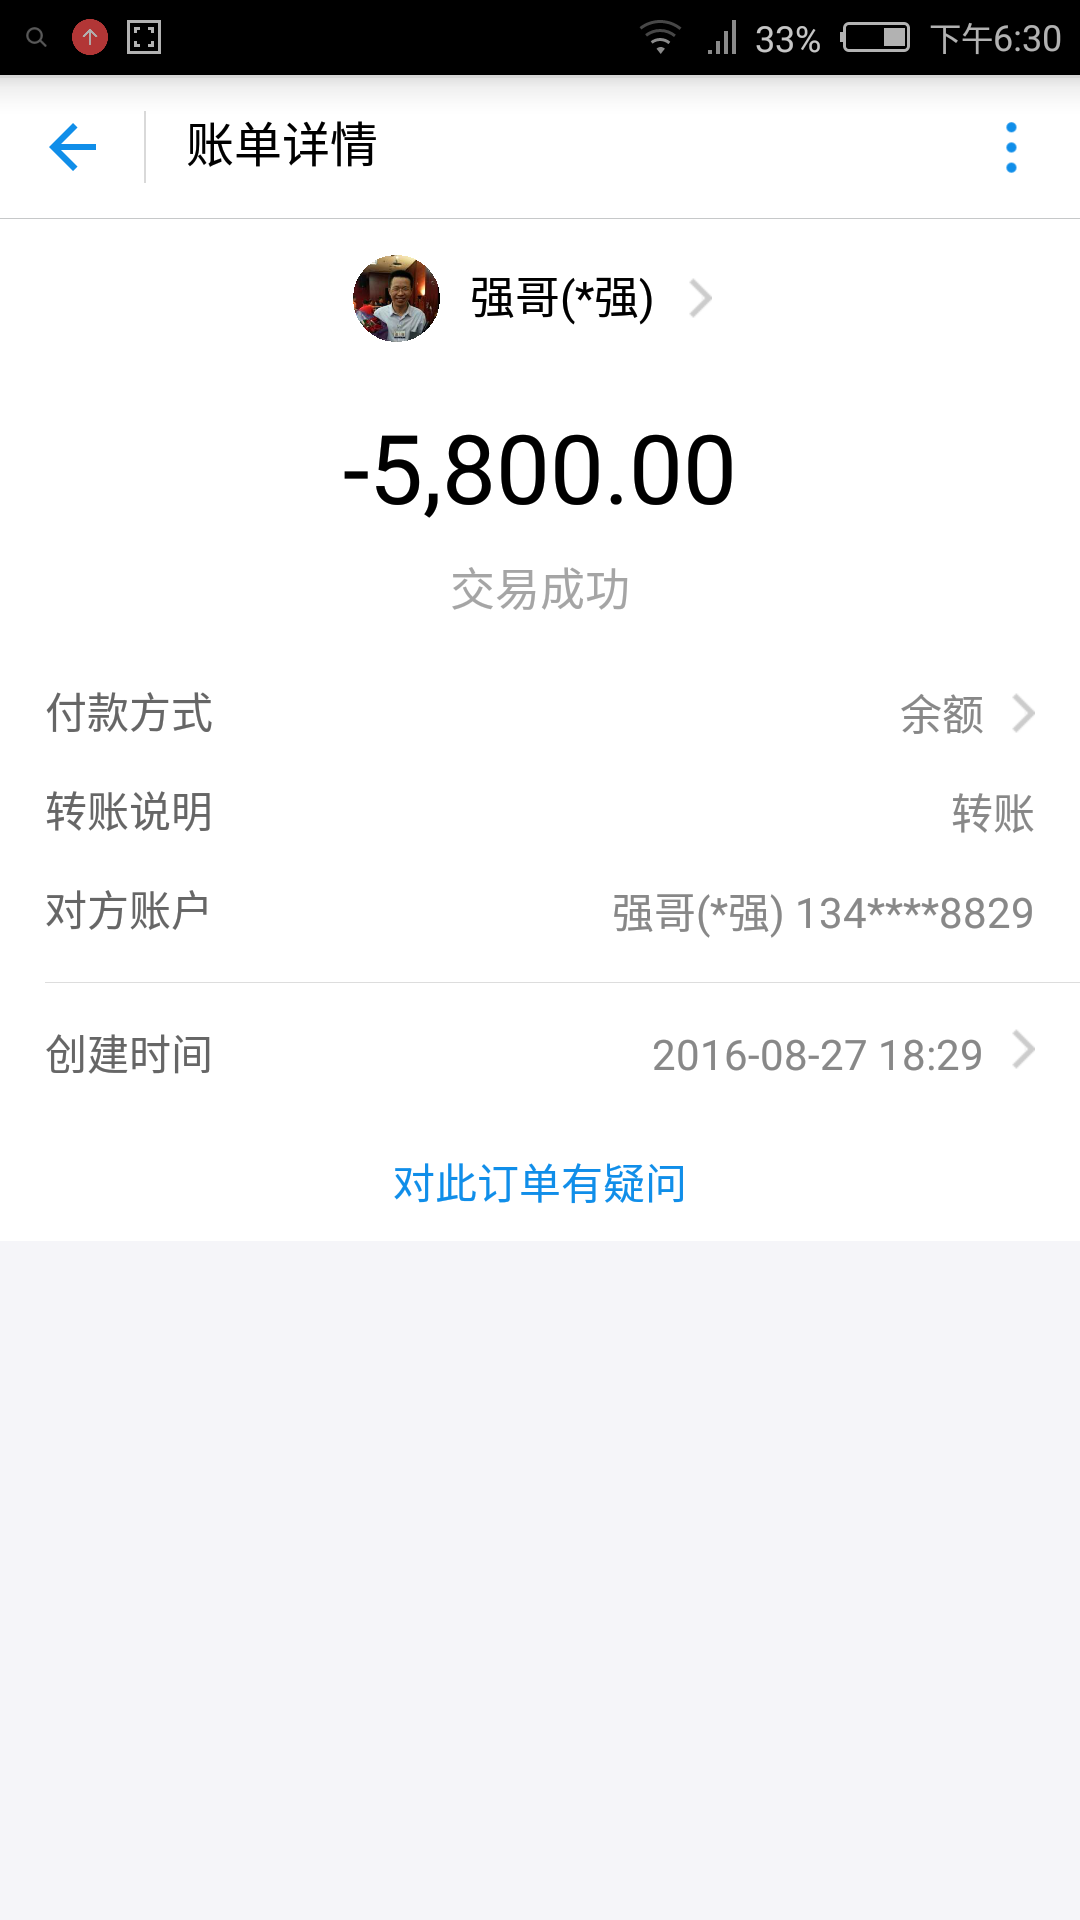 33% 下午6:30
账单详情
强哥(*强)
-5,800.00
交易成功
付款方式 余额
转账说明 转账
对方账户 强哥(*强) 134****8829
创建时间 2016-08-27 18:29
对此订单有疑问